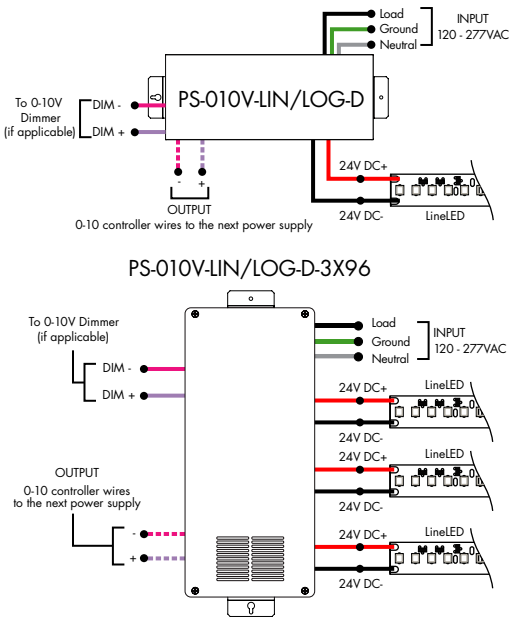 Load
Ground
Neutral
INPUT
120 - 277VAC
PS-010V-LIN/LOG-D
To 0-10V
Dimmer
(if applicable)
DIM -
DIM +
- +
OUTPUT
0-10 controller wires to the next power supply
24V DC+
24V DC-
LineLED
PS-010V-LIN/LOG-D-3X96
To 0-10V Dimmer
(if applicable)
DIM -
DIM +
Load
Ground
Neutral
INPUT
120 - 277VAC
LineLED
24V DC+
24V DC-
LineLED
24V DC+
24V DC-
OUTPUT
0-10 controller wires
to the next power supply
-
+
LineLED
24V DC+
24V DC-